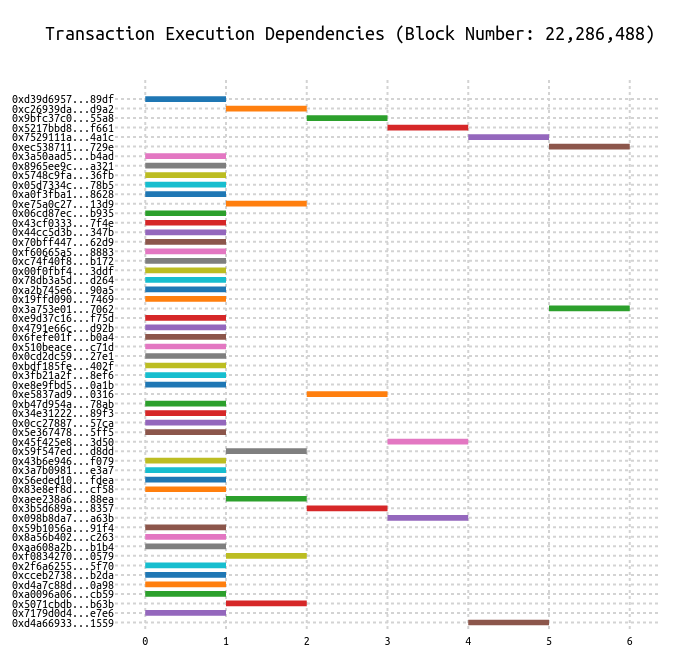 Transaction Execution Dependencies (Block Number: 22,286,488)
0xd39d6957...89df
0xc26939da...d9a2
0x9bfc37c0...55a8
0x5217bbd8...f661
0x7529111a...4a1c
0xec538711...729e
0x3a50aad5...b4ad
0x8965ee9c...a321
0x5748c9fa...36fb
0x05d7334c...78b5
0xa0f3fba1...8628
0xe75a0c27...13d9
0x06cd87ec...b935
0x43cf0333...7f4e
0x44cc5d3b...347b
0x70bff447...62d9
0xf60665a5...8883
0xc74f40f8...b172
0x00f0fbf4...3ddf
0x78db3a5d...d264
0xa2b745e6...90a5
0x19ffd090...7469
0x3a753e01...7062
0xe9d37c16...f75d
0x4791e66c...d92b
0x6fefe01f...b0a4
0x510beace...c71d
0x0cd2dc59...27e1
0xbdf185fe...402f
0x3fb21a2f...8ef6
0xe8e9fbd5...0a1b
0xe5837ad9...0316
0xb47d954a...78ab
0x34e31222...89f3
0x0cc27887...57ca
0x5e367478...5ff5
0x45f425e8...3d50
0x59f547ed...d8dd
0x43b6e946...f079
0x3a7b0981...e3a7
0x56eded10...fdea
0x83e8ef8d...cf58
0xaee238a6...88ea
0x3b5d689a...8357
0x098b8da7...a63b
0x59b1056a...91f4
0x8a56b402...c263
0xaa608a2b...b1b4
0xf0834270...0579
0x2f6a6255...5f70
0xcceb2738...b2da
0xd4a7c88d...0a98
0xa0096a06...cb59
0x5071cbdb...b63b
0x7179d0d4...e7e6
0xd4a66933...1559
0 1 2 3 4 5 6